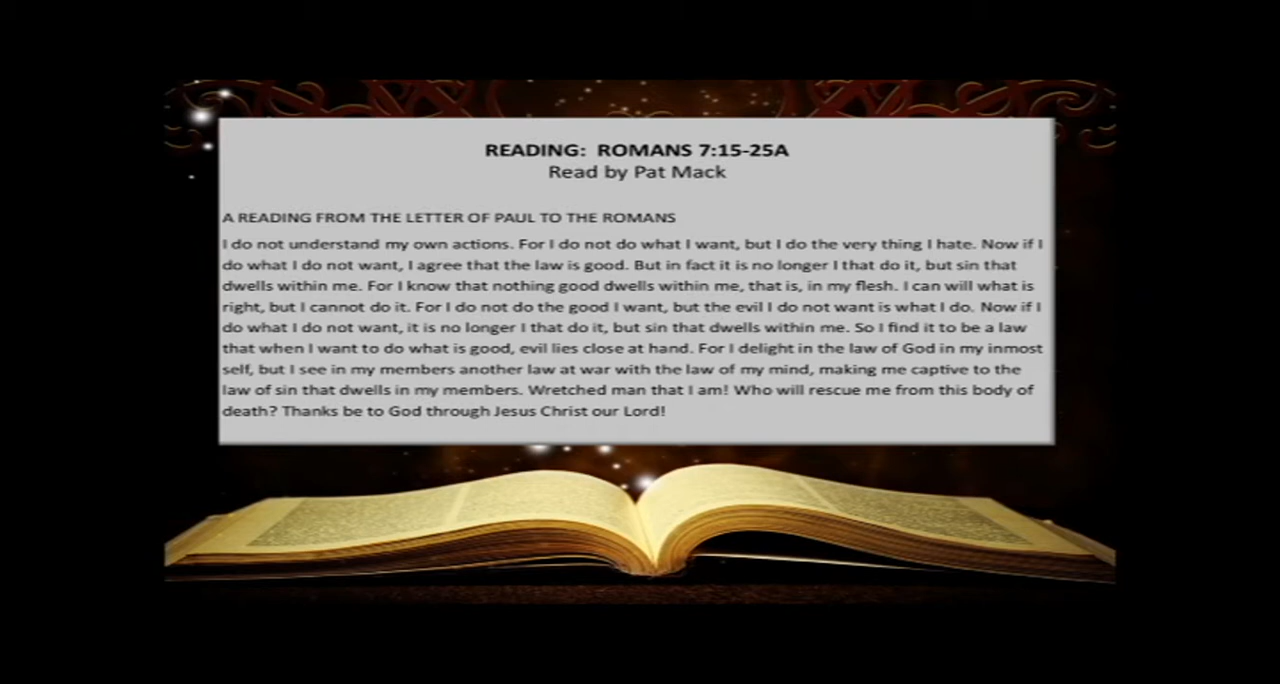 READING:  ROMANS 7:15-25A
Read by Pat Mack
A READING FROM THE LETTER OF PAUL TO THE ROMANS
I do not understand my own actions. For I do not do what I want, but I do the very thing I hate. Now if I
do what I do not want, I agree that the law is good. But in fact it is no longer I that do it, but sin that
dwells within me. For I know that nothing good dwells within me, that is, in my flesh. I can will what is
right, but I cannot do it. For I do not do the good I want, but the evil I do not want is what I do. Now if I
do what I do not want, it is no longer I that do it, but sin that dwells within me. So I find it to be a law
that when I want to do what is good, evil lies close at hand. For I delight in the law of God in my inmost
self, but I see in my members another law at war with the law of my mind, making me captive to the
law of sin that dwells in my members. Wretched man that I am! Who will rescue me from this body of
death? Thanks be to God through Jesus Christ our Lord!